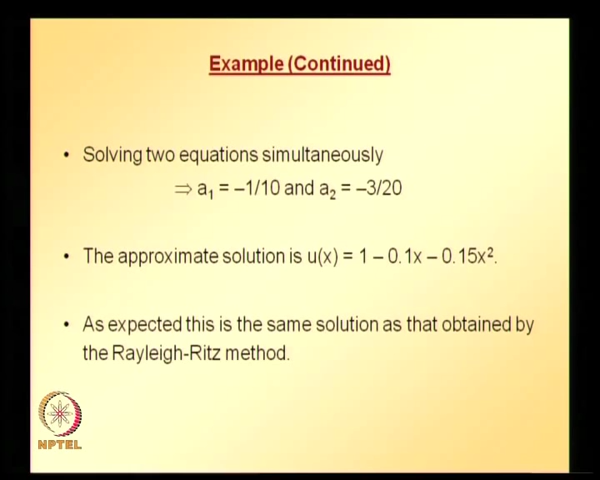 Example (Continued)
• Solving two equations simultaneously
⇒ a₁ = –1/10 and a₂ = –3/20
• The approximate solution is u(x) = 1 – 0.1x – 0.15x².
• As expected this is the same solution as that obtained by
the Rayleigh-Ritz method.
NPTEL